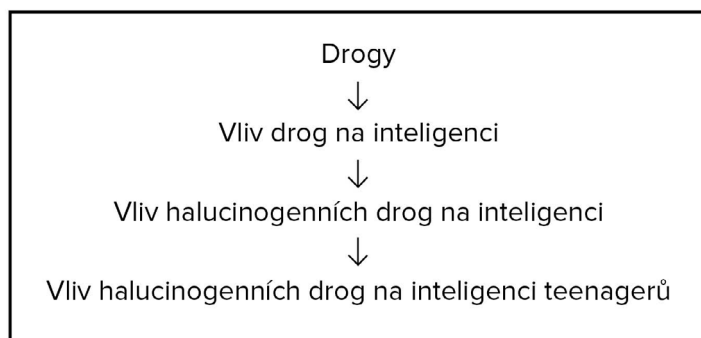 Drogy
↓
Vliv drog na inteligenci
↓
Vliv halucinogenních drog na inteligenci
↓
Vliv halucinogenních drog na inteligenci teenagerů